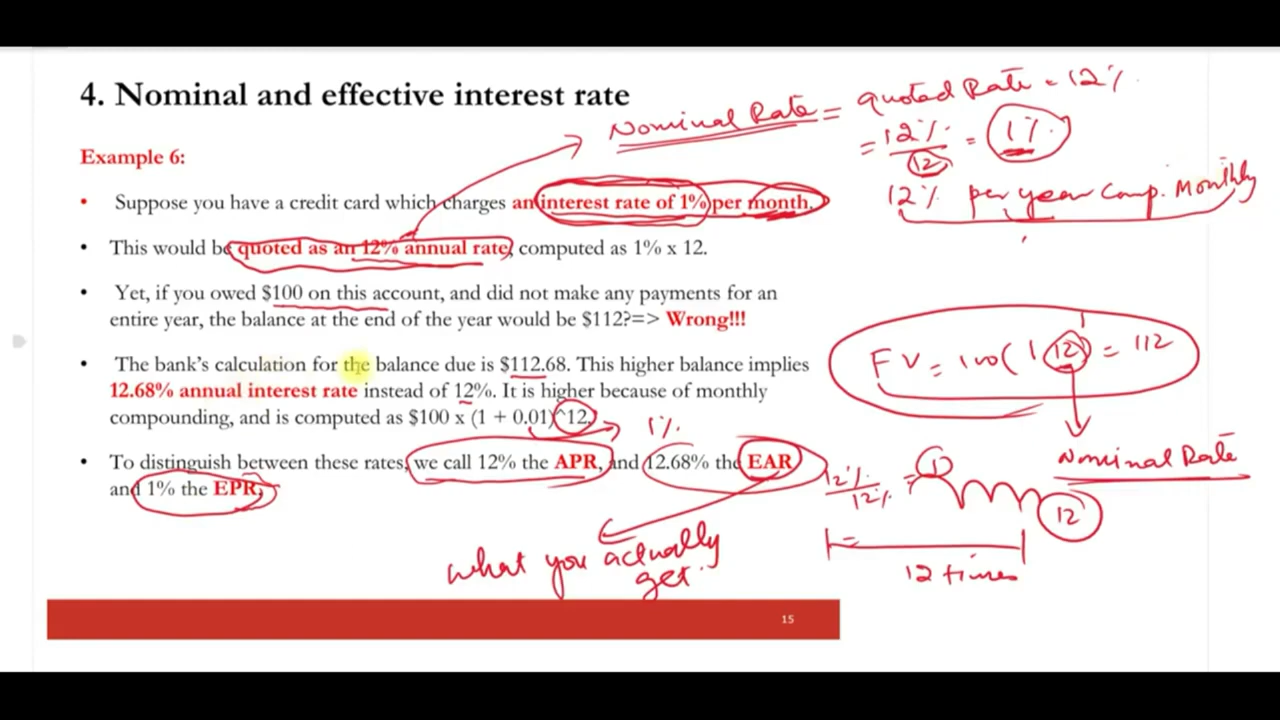 4. Nominal and effective interest rate
Nominal Rate = quoted Rate = 12%
= 12% / 12 = 1%
12% per year Comp. Monthly
Example 6:
• Suppose you have a credit card which charges an interest rate of 1% per month.
• This would be quoted as an 12% annual rate, computed as 1% x 12.
• Yet, if you owed $100 on this account, and did not make any payments for an
entire year, the balance at the end of the year would be $112?=> Wrong!!!
• The bank's calculation for the balance due is $112.68. This higher balance implies
12.68% annual interest rate instead of 12%. It is higher because of monthly
compounding, and is computed as $100 x (1 + 0.01)^12.
1%
• To distinguish between these rates, we call 12% the APR, and 12.68% the EAR
and 1% the EPR.
FV = 100( 1 12 ) = 112
Nominal Rate
12% / 12% = 1
12
12 times
what you actually
get.
15